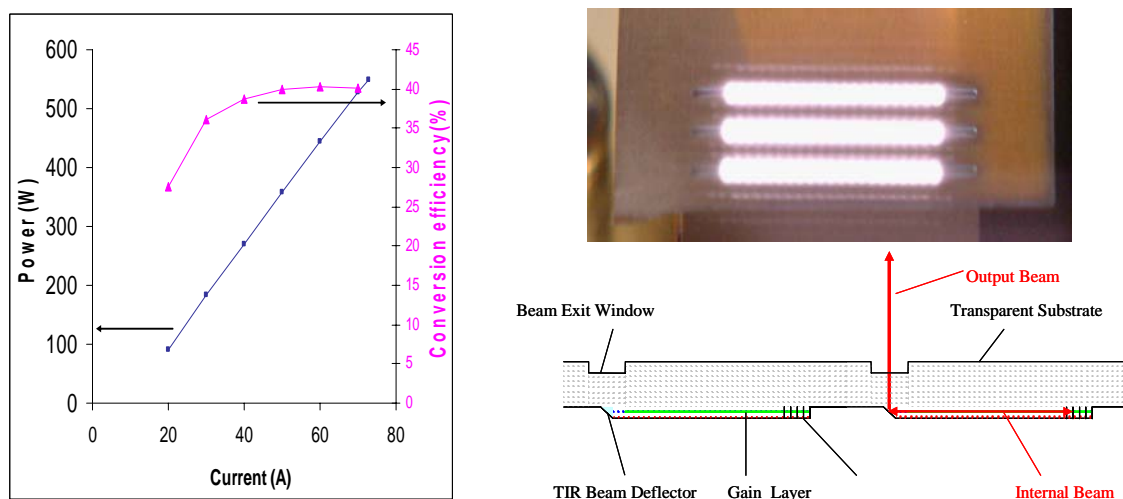 600
500
400
300
200
100
0
Power (W)
45
40
35
30
25
20
15
10
5
0
Conversion efficiency(%)
0
20
40
60
80
Current (A)
Output Beam
Beam Exit Window
Transparent Substrate
TIR Beam Deflector
Gain Layer
Internal Beam